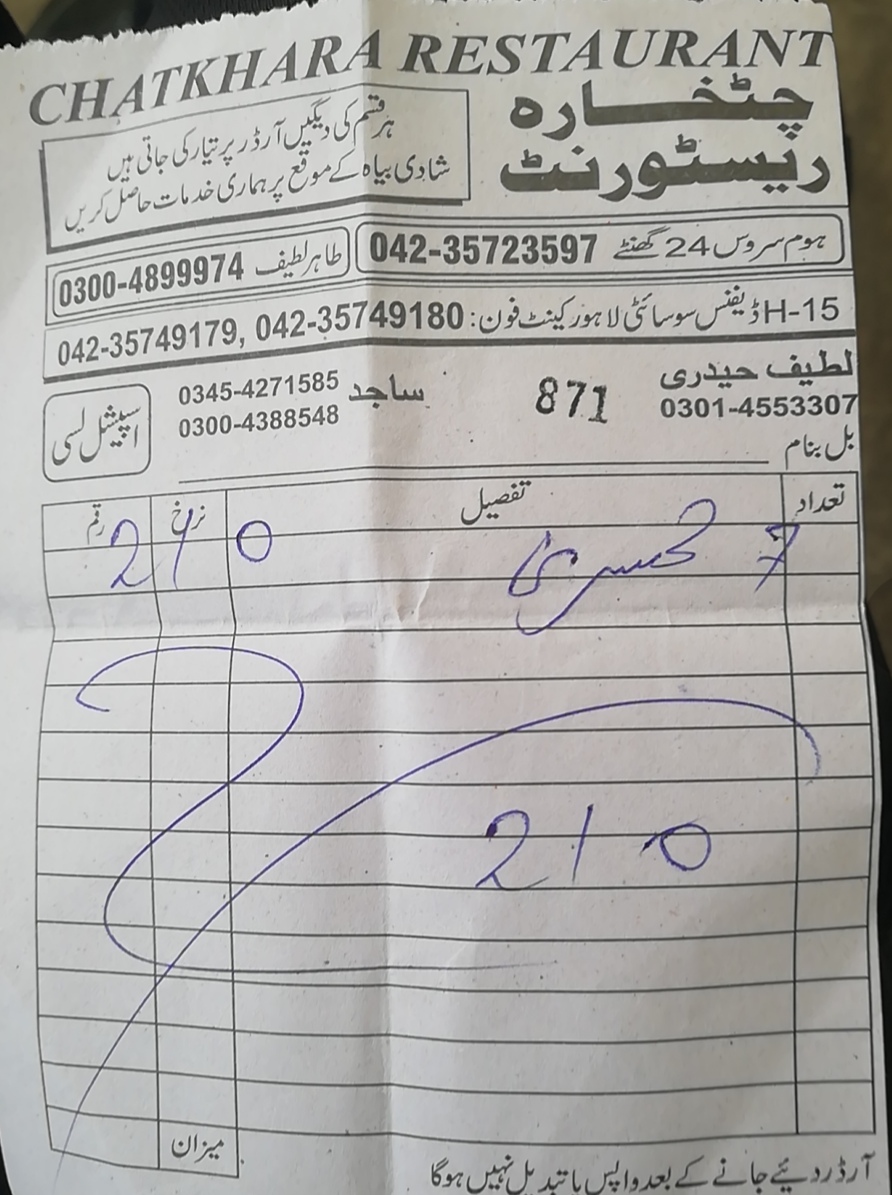 CHATKHARA RESTAURANT
چٹخارہ
ریسٹورنٹ
ہر قسم کی دیگیں آرڈر پر تیار کی جاتی ہیں
شادی بیاہ کے موقع پر ہماری خدمات حاصل کریں
ہوم سروس 24 گھنٹے 042-35723597
طاہر لطیف 0300-4899974
H-15 ڈیفنس سوسائٹی لاہور کینٹ فون: 042-35749180 ,042-35749179
لطیف حیدری
0301-4553307
871
ساجد 0345-4271585
0300-4388548
اسپیشل لسی
بل بنام
تعداد تفصیل نرخ رقم
7 210
210
میزان
آرڈر دیئے جانے کے بعد واپس یا تبدیل نہیں ہوگا